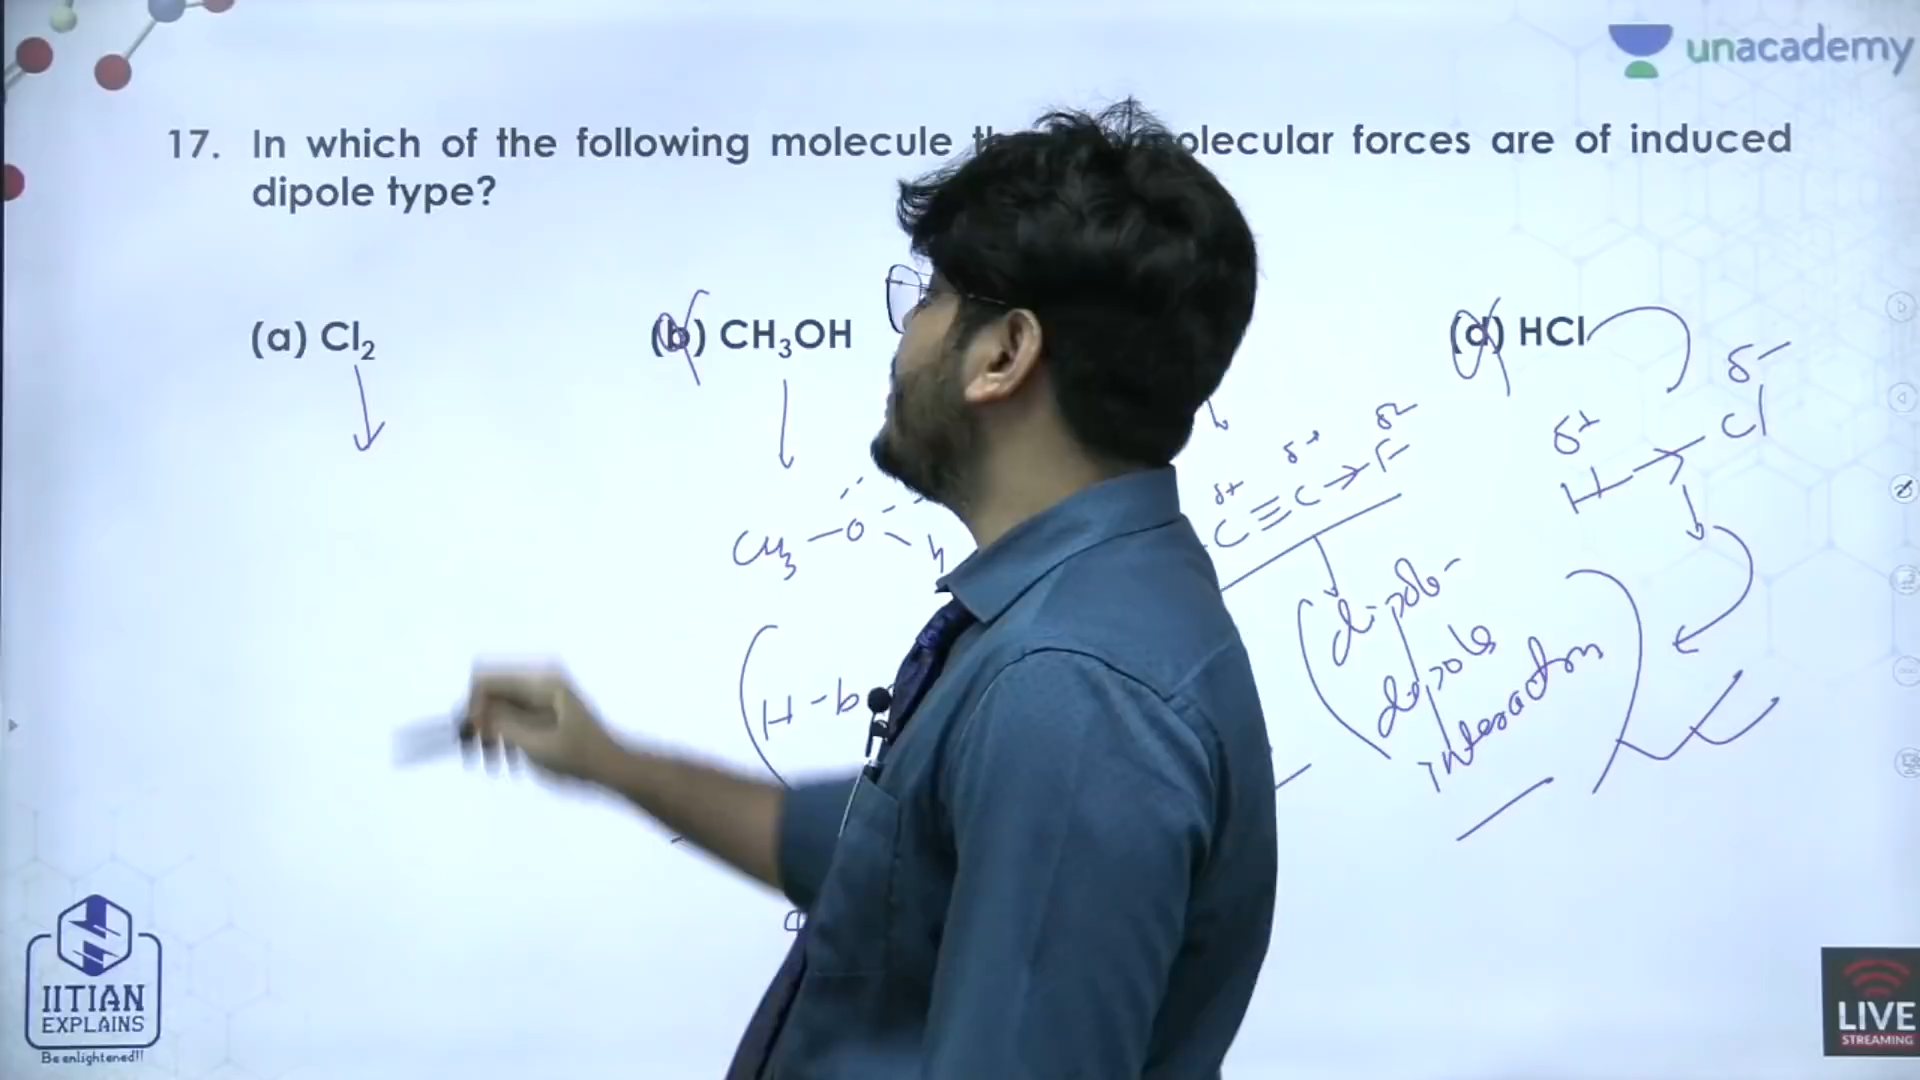 unacademy
17. In which of the following molecule olecular forces are of induced
dipole type?
(a) Cl₂
(b) CH₃OH
(d) HCl
δ- 
δ+
H Cl
δ+ δ+ δ-
C≡C→F
CH₃-O
H
H-b
dipole-
dipole
interaction
IITIAN
EXPLAINS
Be enlightened!!
LIVE
STREAMING